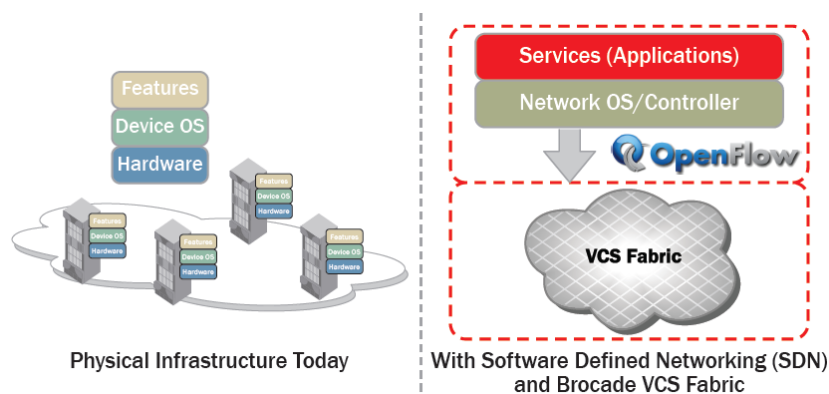 Features
Device OS
Hardware
Features
Device OS
Hardware
Features
Device OS
Hardware
Features
Device OS
Hardware
Features
Device OS
Hardware
Physical Infrastructure Today
Services (Applications)
Network OS/Controller
OpenFlow
VCS Fabric
With Software Defined Networking (SDN)
and Brocade VCS Fabric